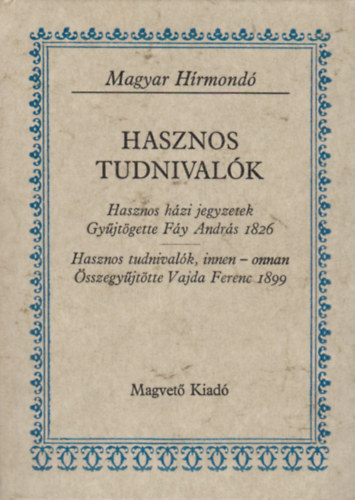 Magyar Hírmondó
HASZNOS
TUDNIVALÓK
Hasznos házi jegyzetek
Gyűjtögette Fáy András 1826
Hasznos tudnivalók, innen – onnan
Összegyűjtötte Vajda Ferenc 1899
Magvető Kiadó